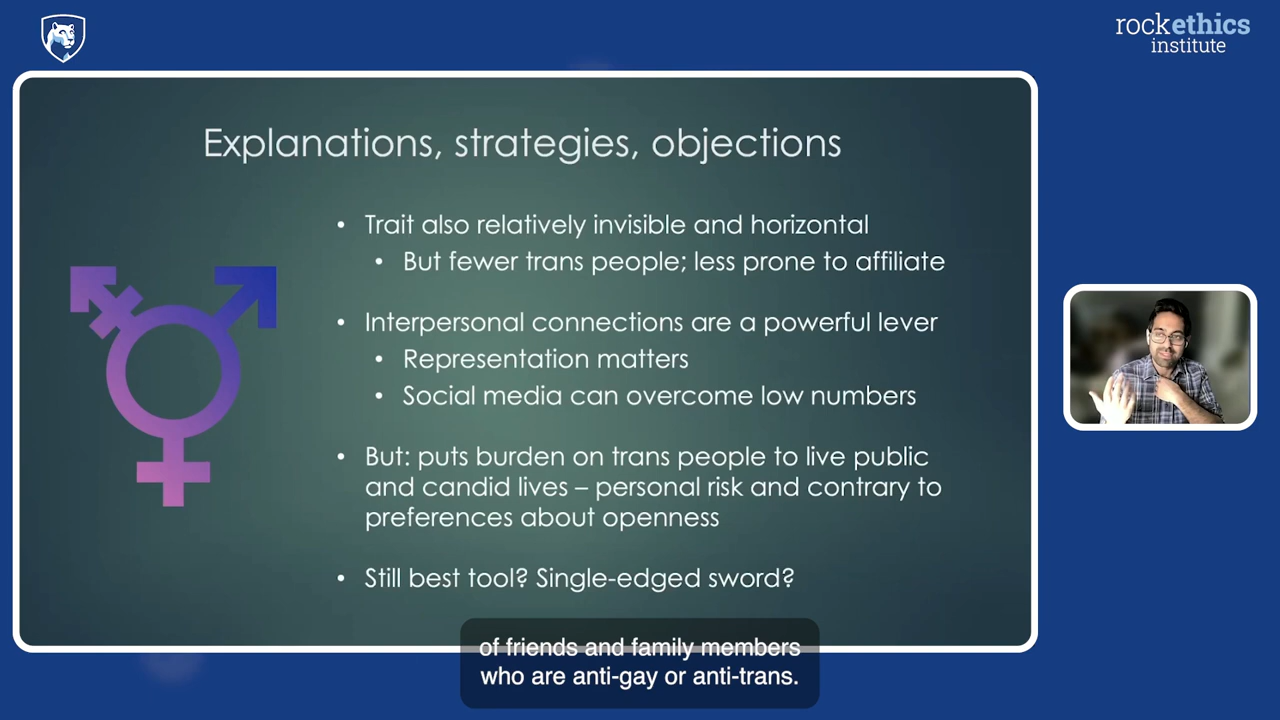 rockethics
institute
Explanations, strategies, objections
• Trait also relatively invisible and horizontal
• But fewer trans people; less prone to affiliate
• Interpersonal connections are a powerful lever
• Representation matters
• Social media can overcome low numbers
• But: puts burden on trans people to live public
and candid lives – personal risk and contrary to
preferences about openness
• Still best tool? Single-edged sword?
of friends and family members
who are anti-gay or anti-trans.